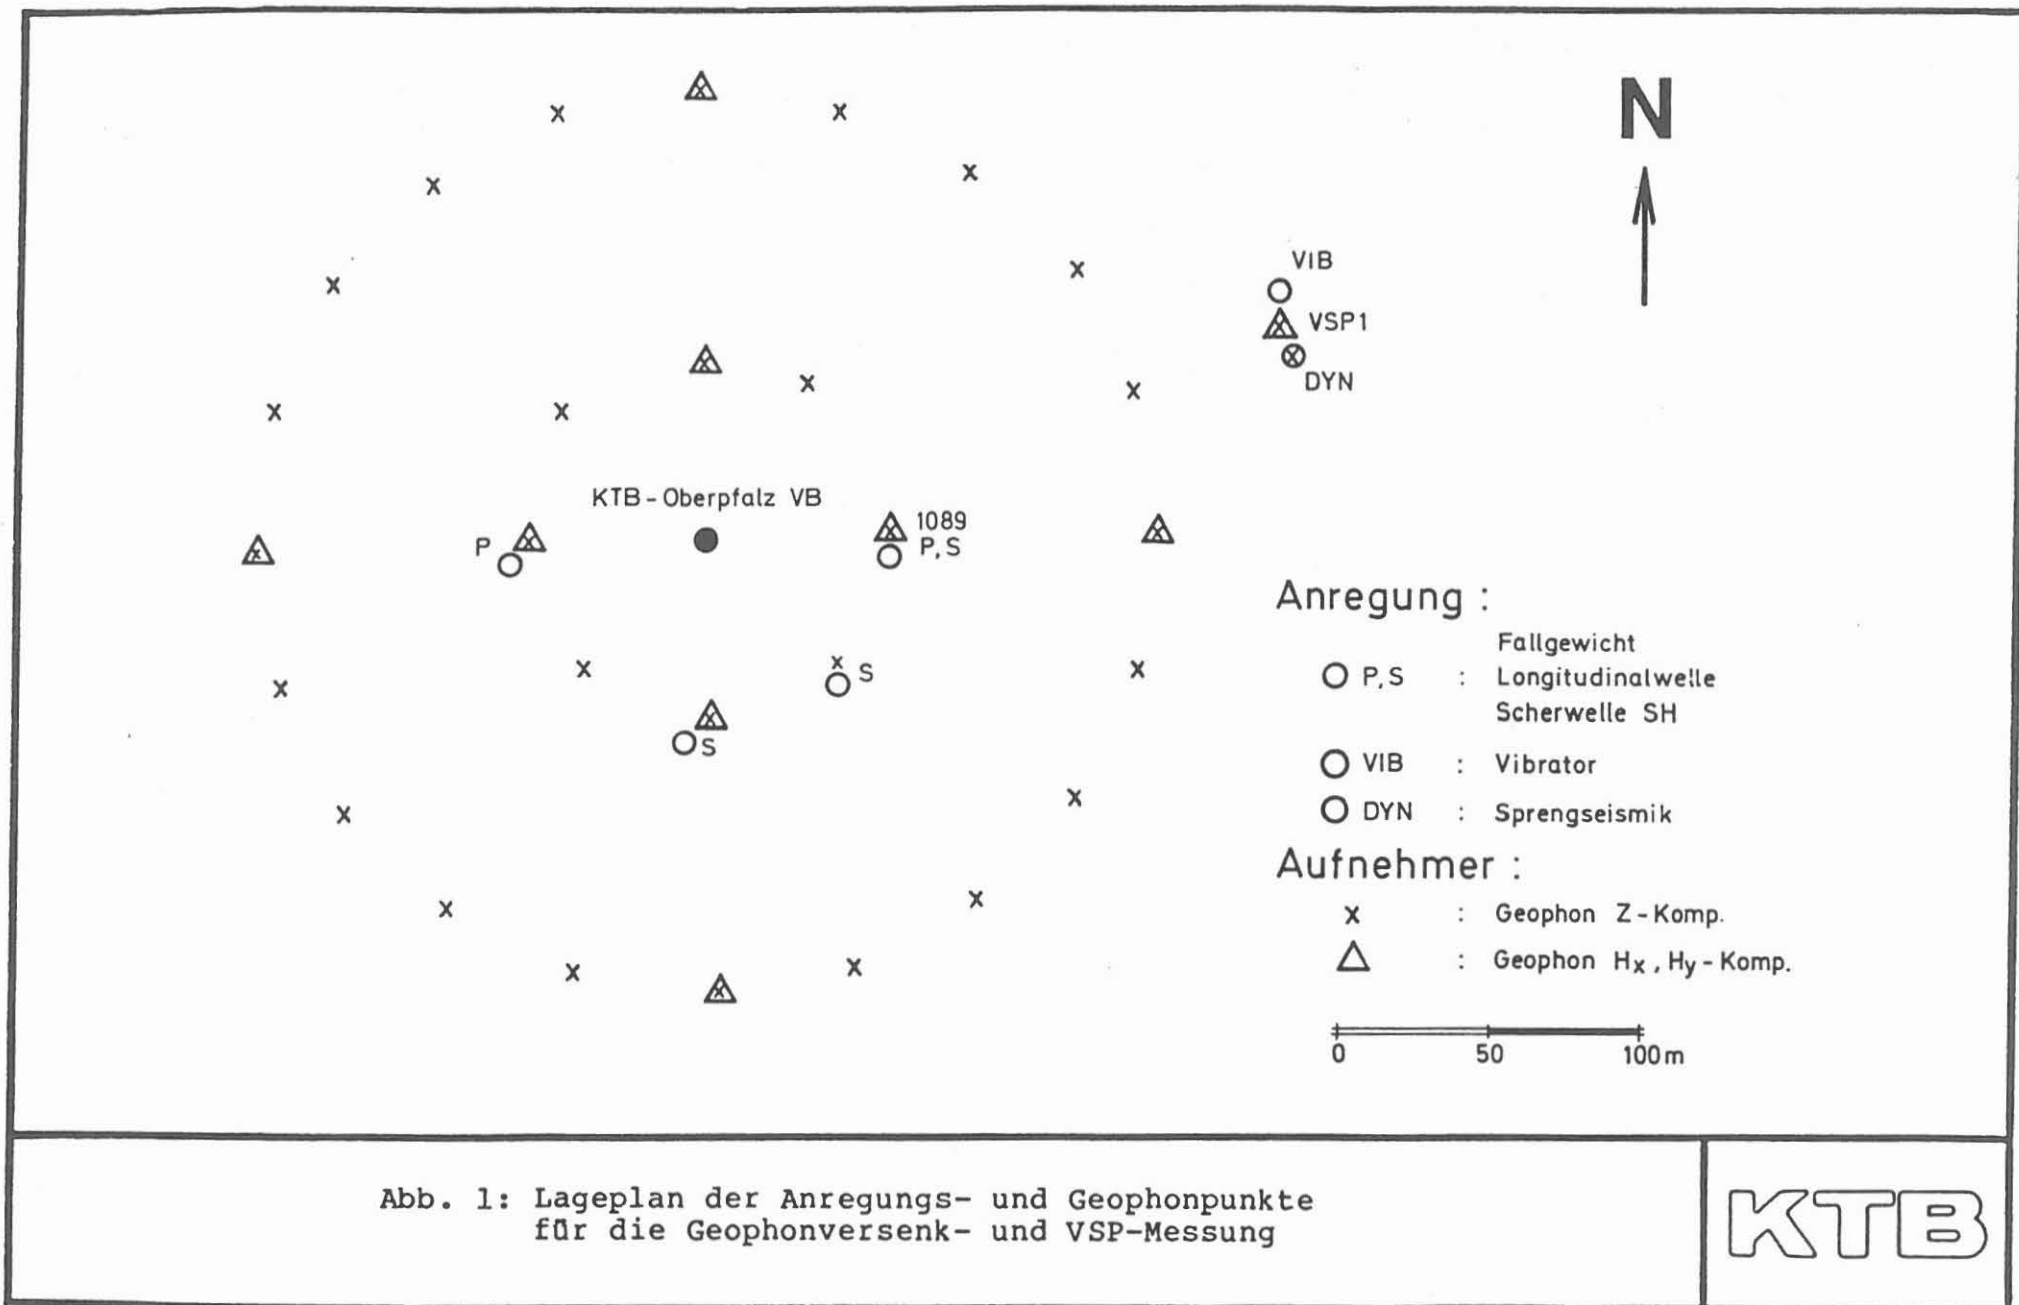 N
VIB
VSP1
DYN
KTB-Oberpfalz VB
P
1089
P,S
S
S
Anregung :
Fallgewicht
P,S : Longitudinalwelle
Scherwelle SH
VIB : Vibrator
DYN : Sprengseismik
Aufnehmer :
x : Geophon Z-Komp.
: Geophon Hx, Hy-Komp.
0 50 100m
Abb. 1: Lageplan der Anregungs- und Geophonpunkte
für die Geophonversenk- und VSP-Messung
KTB